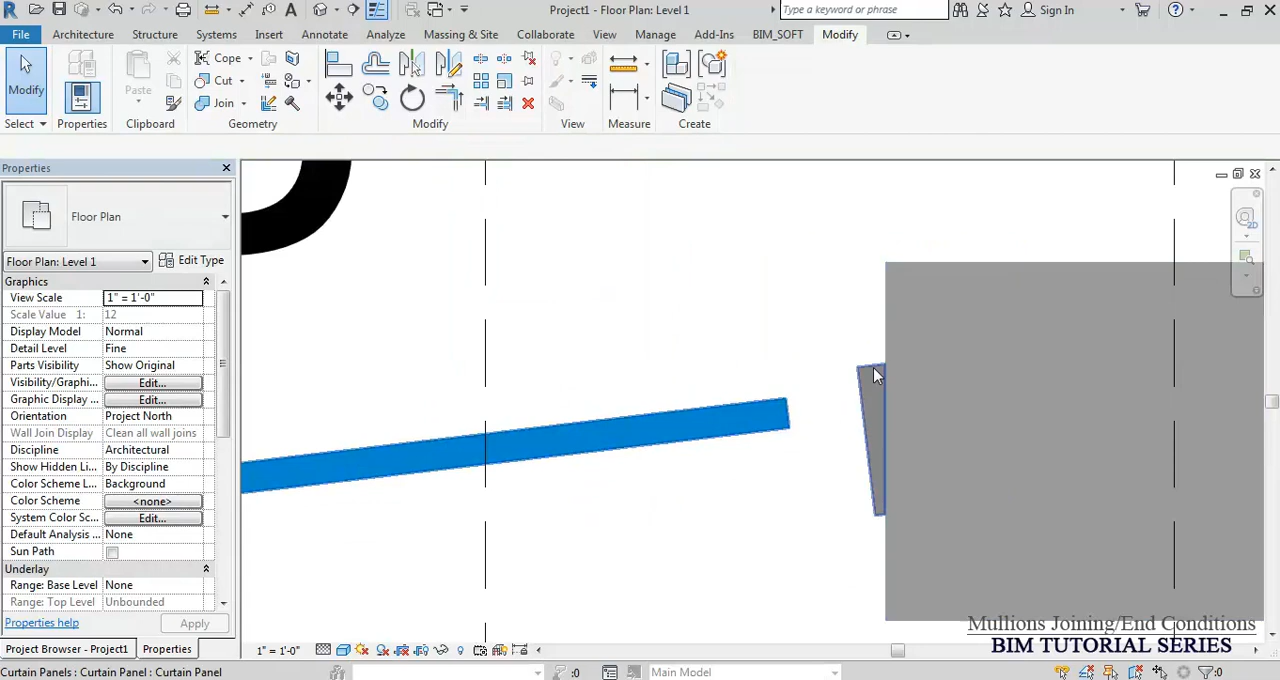 Project1 - Floor Plan: Level 1
Type a keyword or phrase
Sign In
File Architecture Structure Systems Insert Annotate Analyze Massing & Site Collaborate View Manage Add-Ins BIM_SOFT Modify
Modify
Paste
Cope
Cut
Join
Select Properties Clipboard Geometry Modify View Measure Create
Properties
Floor Plan
Floor Plan: Level 1 Edit Type
Graphics
View Scale 1" = 1'-0"
Scale Value 1: 12
Display Model Normal
Detail Level Fine
Parts Visibility Show Original
Visibility/Graphi... Edit...
Graphic Display ... Edit...
Orientation Project North
Wall Join Display Clean all wall joins
Discipline Architectural
Show Hidden Li... By Discipline
Color Scheme L... Background
Color Scheme <none>
System Color Sc... Edit...
Default Analysis ... None
Sun Path
Underlay
Range: Base Level None
Range: Top Level Unbounded
Properties help Apply
Project Browser - Project1 Properties
1" = 1'-0"
2D
Mullions Joining/End Conditions
BIM TUTORIAL SERIES
Curtain Panels : Curtain Panel : Curtain Panel
:0
Main Model
:0